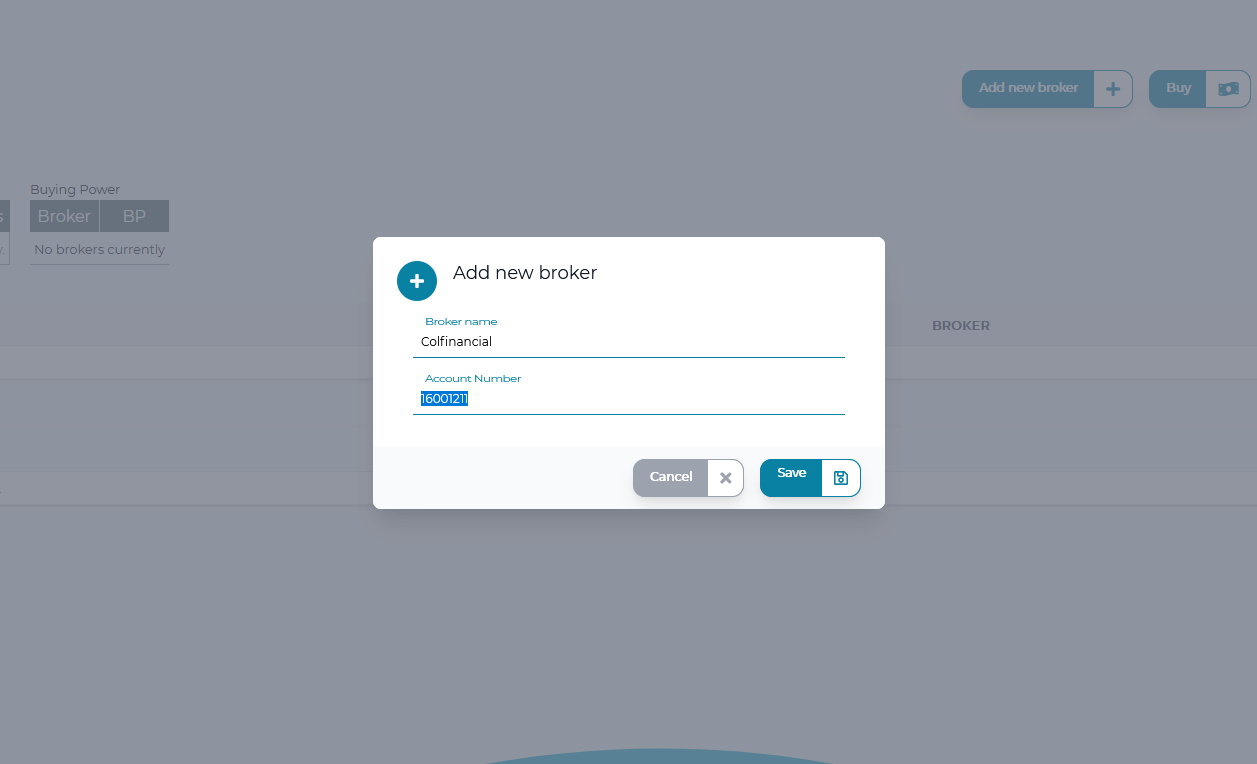 Add new broker
Buy
Buying Power
s Broker BP
No brokers currently
Add new broker
Broker name
Colfinancial
BROKER
Account Number
16001211
Cancel
Save